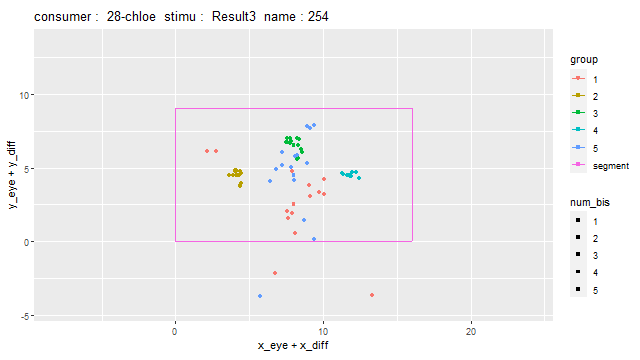 consumer : 28-chloe stimu : Result3 name : 254
y_eye + y_diff
10
5
0
-5
0
10
20
x_eye + x_diff
group
1
2
3
4
5
segment
num_bis
1
2
3
4
5